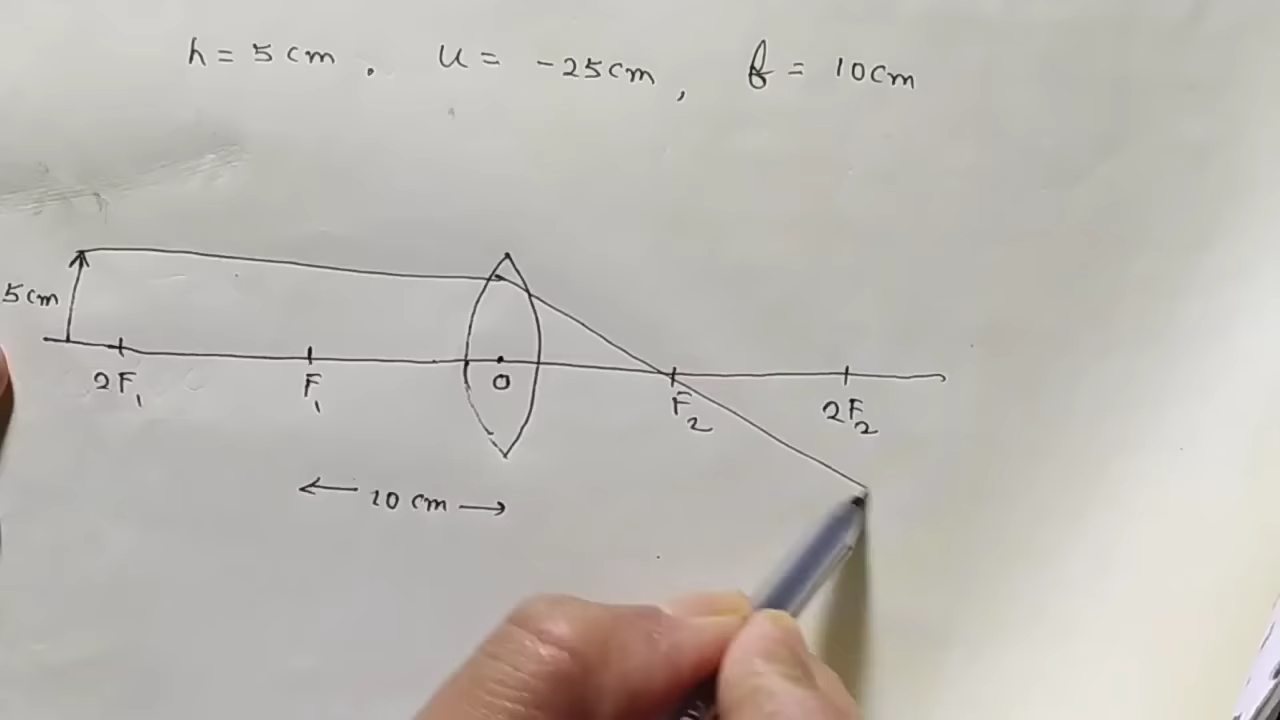 h = 5 cm . u = -25 cm , f = 10 cm
5 cm
2F₁ F₁ O F₂ 2F₂
10 cm